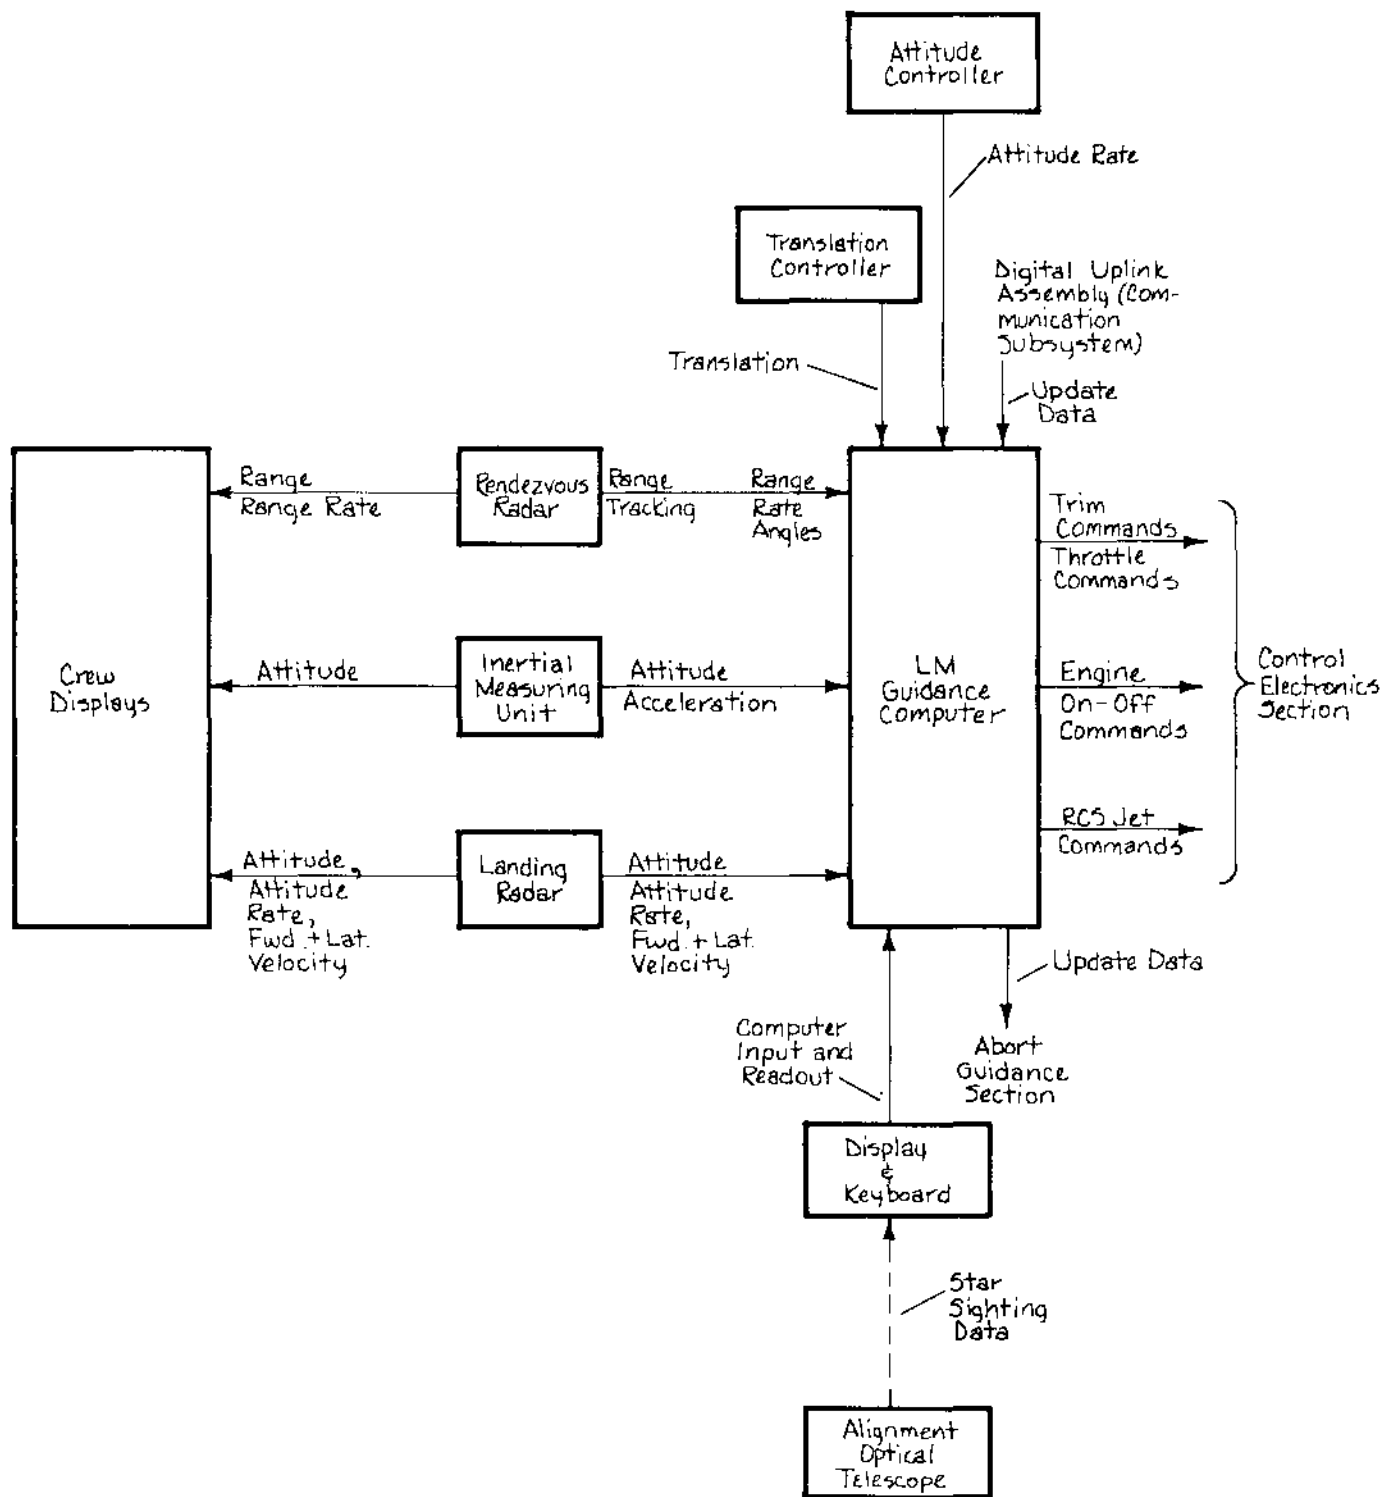 Attitude
Controller
Attitude Rate
Translation
Controller
Digital Uplink
Assembly (Com-
munication
Subsystem)
Translation
Update
Data
Range
Range Rate
Rendezvous
Radar
Range
Tracking
Range
Rate
Angles
Trim
Commands
Throttle
Commands
Crew
Displays
Attitude
Inertial
Measuring
Unit
Attitude
Acceleration
LM
Guidance
Computer
Engine
On-Off
Commands
Control
Electronics
Section
RCS Jet
Commands
Attitude,
Attitude
Rate,
Fwd. + Lat.
Velocity
Landing
Radar
Attitude
Attitude
Rate,
Fwd. + Lat.
Velocity
Update Data
Computer
Input and
Readout
Abort
Guidance
Section
Display
&
Keyboard
Star
Sighting
Data
Alignment
Optical
Telescope